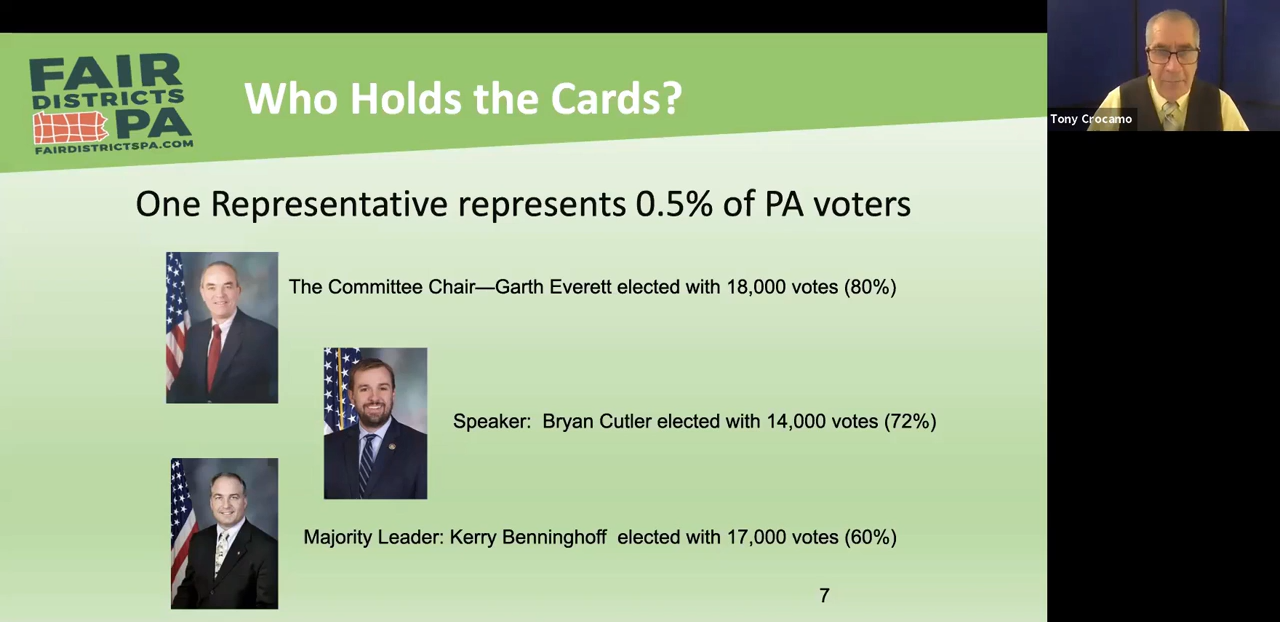 FAIR
DISTRICTS
PA
FAIRDISTRICTSPA.COM
Who Holds the Cards?
Tony Crocamo
One Representative represents 0.5% of PA voters
The Committee Chair—Garth Everett elected with 18,000 votes (80%)
Speaker:  Bryan Cutler elected with 14,000 votes (72%)
Majority Leader: Kerry Benninghoff  elected with 17,000 votes (60%)
7